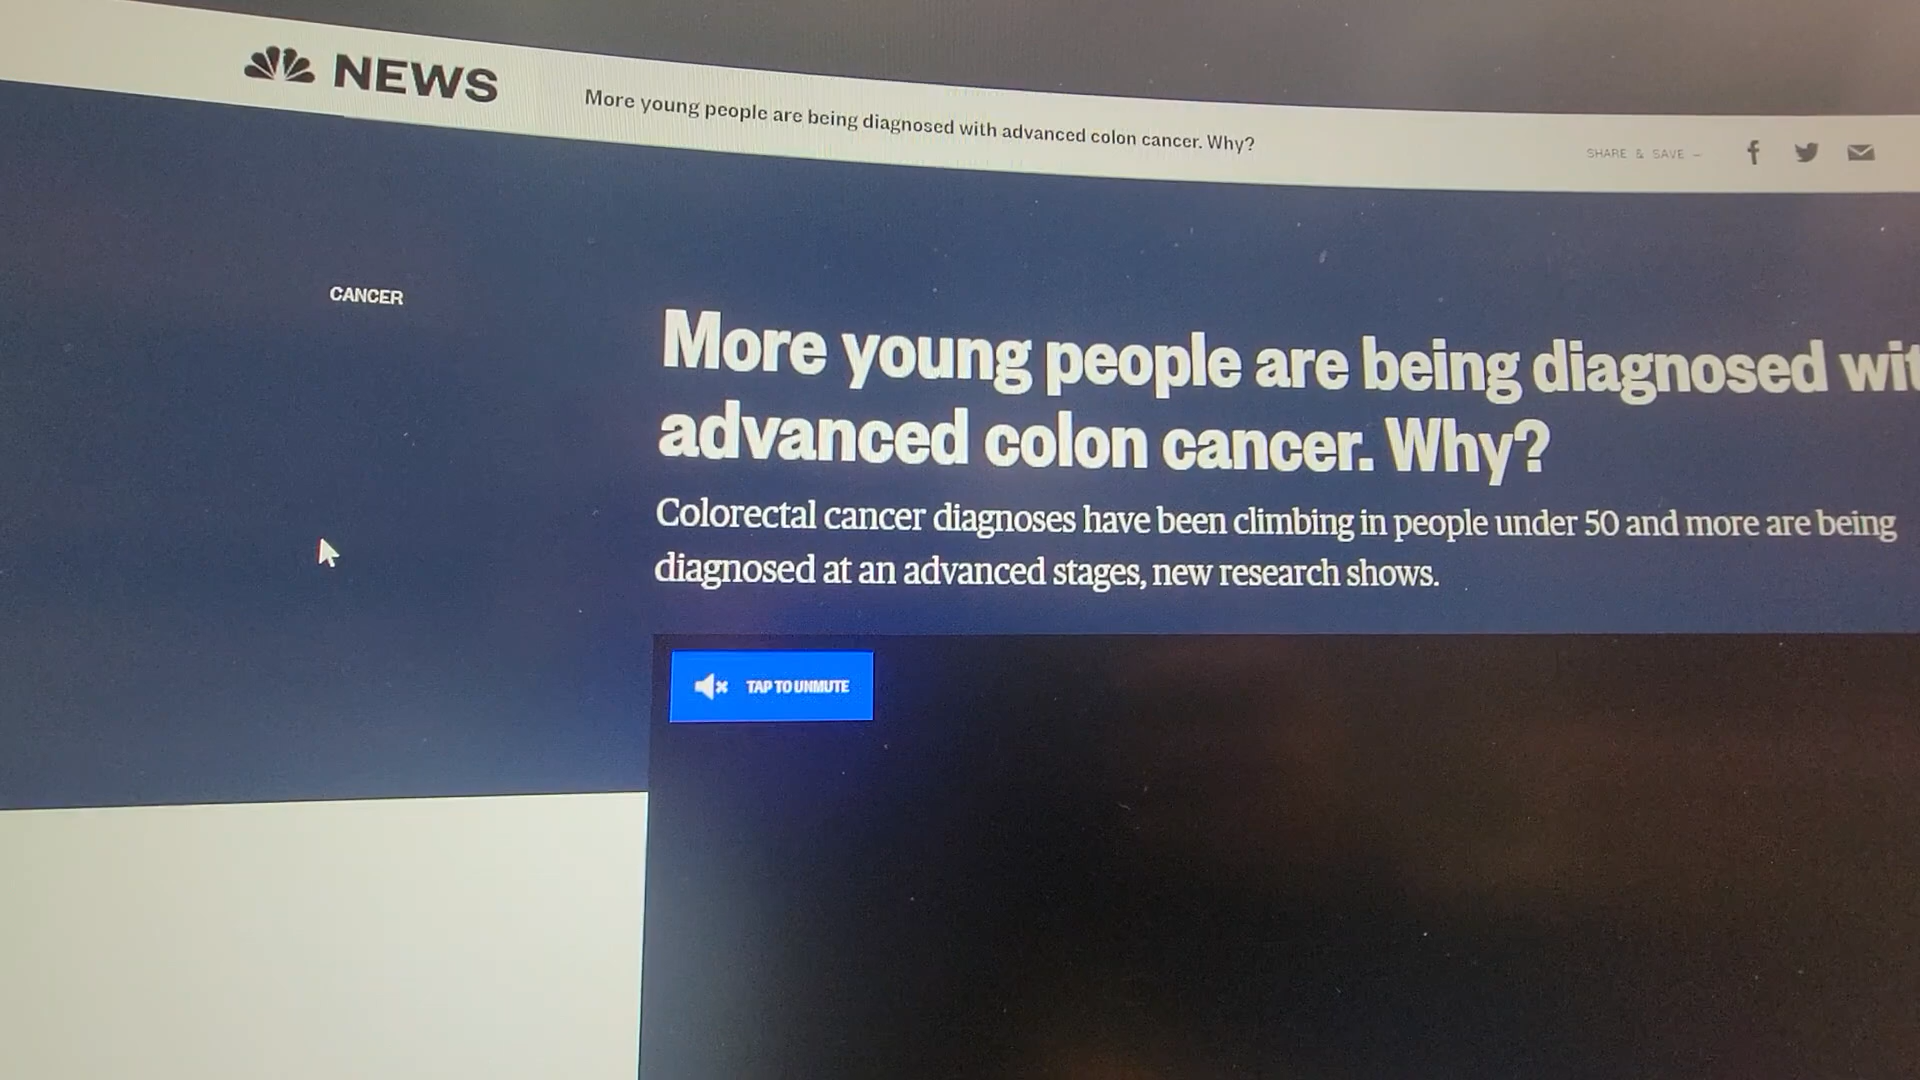 NEWS
More young people are being diagnosed with advanced colon cancer. Why?
SHARE & SAVE –
CANCER
More young people are being diagnosed wit
advanced colon cancer. Why?
Colorectal cancer diagnoses have been climbing in people under 50 and more are being
diagnosed at an advanced stages, new research shows.
TAP TO UNMUTE